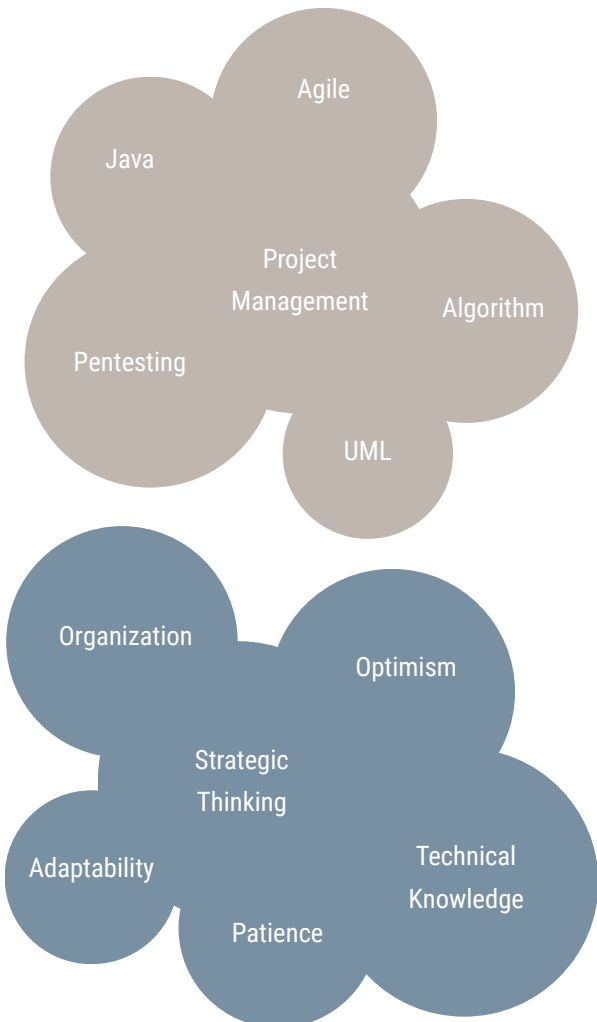 Agile
Java
Project
Management
Algorithm
Pentesting
UML
Organization
Optimism
Strategic
Thinking
Technical
Knowledge
Adaptability
Patience